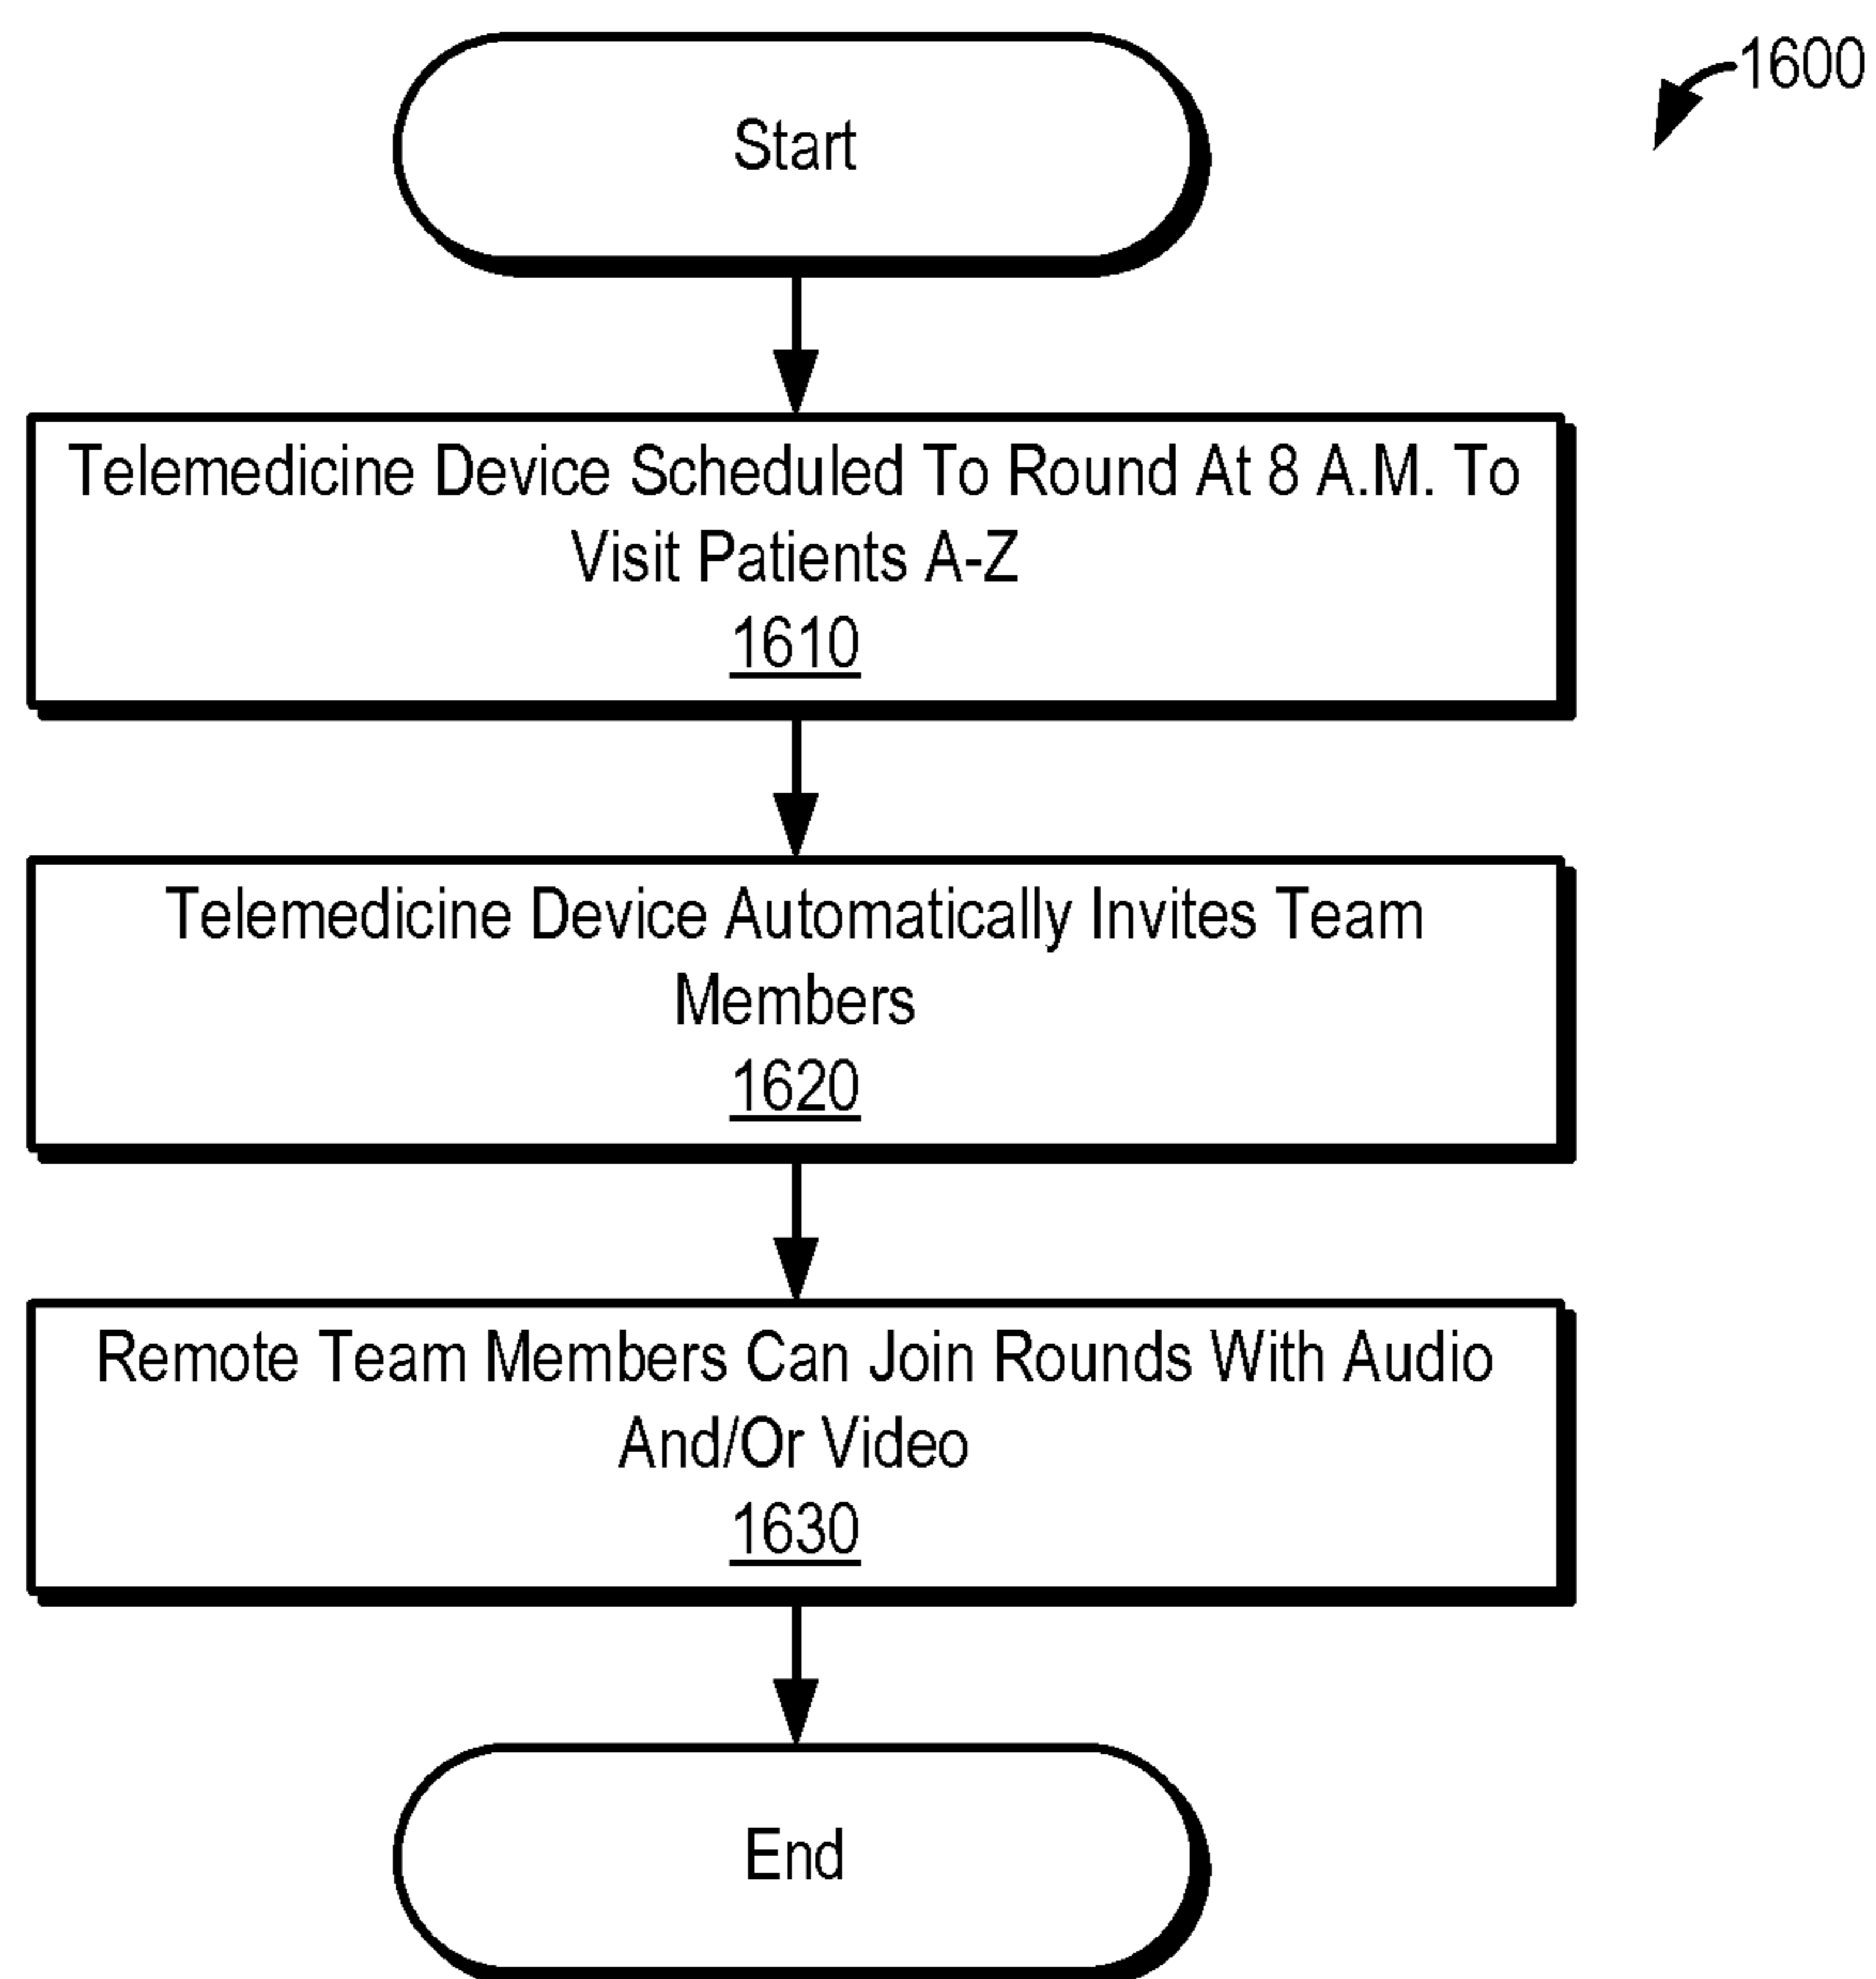 1600
Start
Telemedicine Device Scheduled To Round At 8 A.M. To
Visit Patients A-Z
1610
Telemedicine Device Automatically Invites Team
Members
1620
Remote Team Members Can Join Rounds With Audio
And/Or Video
1630
End